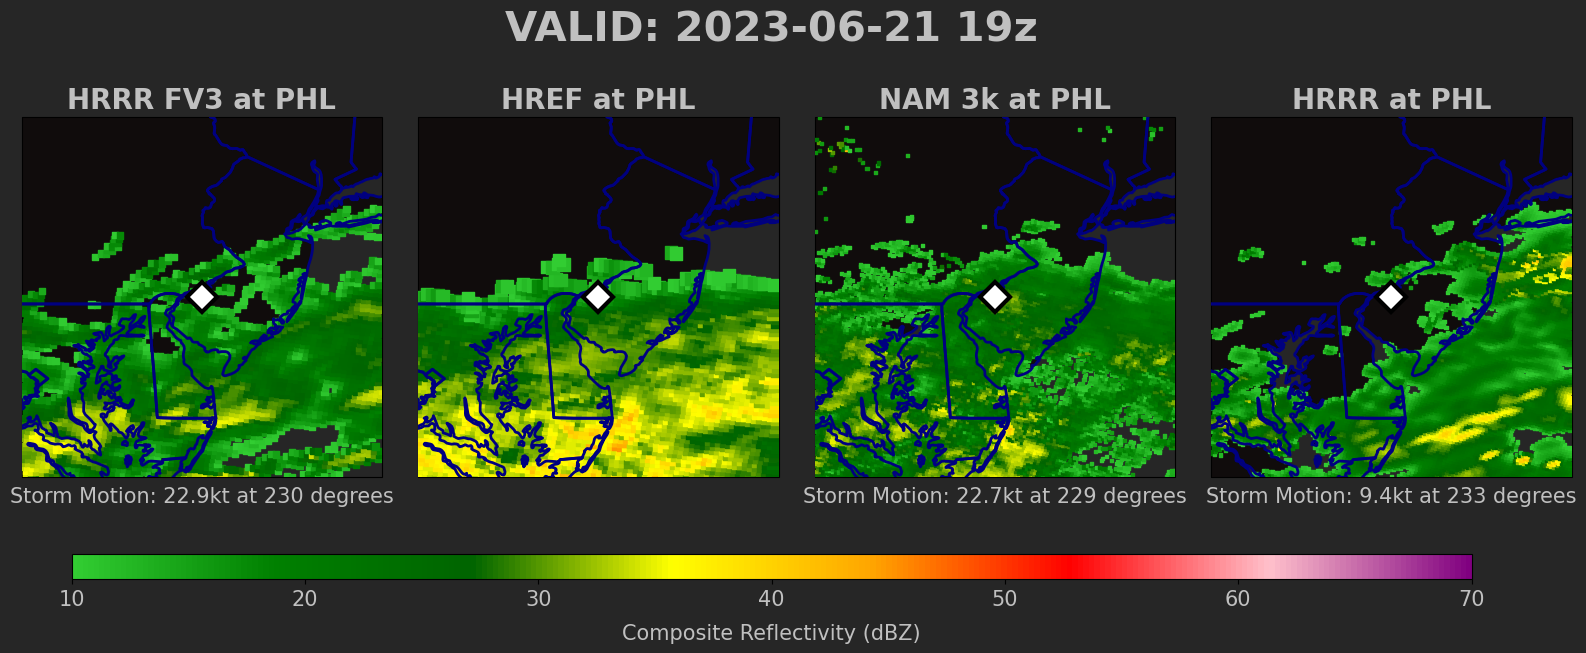 VALID: 2023-06-21 19z
HRRR FV3 at PHL
HREF at PHL
NAM 3k at PHL
HRRR at PHL
Storm Motion: 22.9kt at 230 degrees
Storm Motion: 22.7kt at 229 degrees
Storm Motion: 9.4kt at 233 degrees
10 20 30 40 50 60 70
Composite Reflectivity (dBZ)